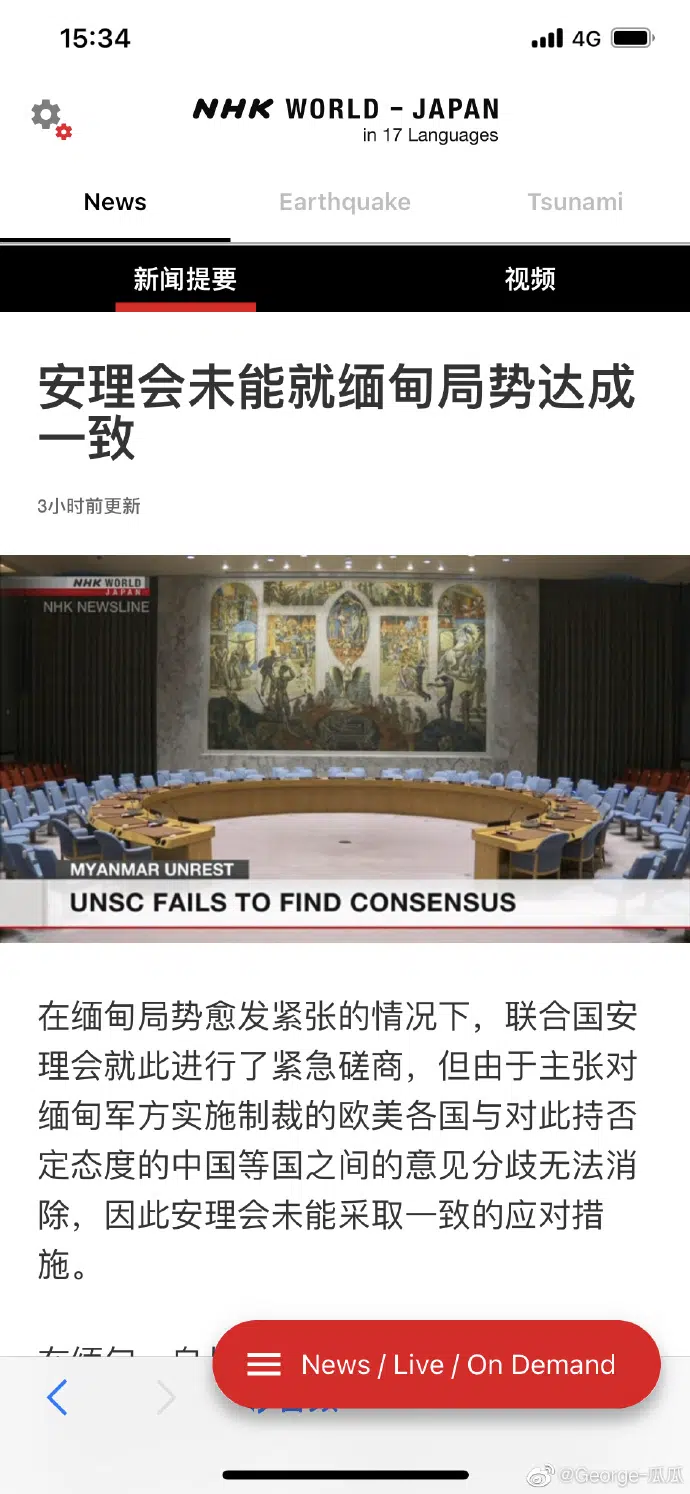 15:34
4G
NHK WORLD - JAPAN
in 17 Languages
News
Earthquake
Tsunami
新闻提要
视频
安理会未能就缅甸局势达成
一致
3小时前更新
NHK WORLD
JAPAN
NHK NEWSLINE
MYANMAR UNREST
UNSC FAILS TO FIND CONSENSUS
在缅甸局势愈发紧张的情况下，联合国安
理会就此进行了紧急磋商，但由于主张对
缅甸军方实施制裁的欧美各国与对此持否
定态度的中国等国之间的意见分歧无法消
除，因此安理会未能采取一致的应对措
施。
在缅甸，自
News / Live / On Demand
@George-瓜瓜